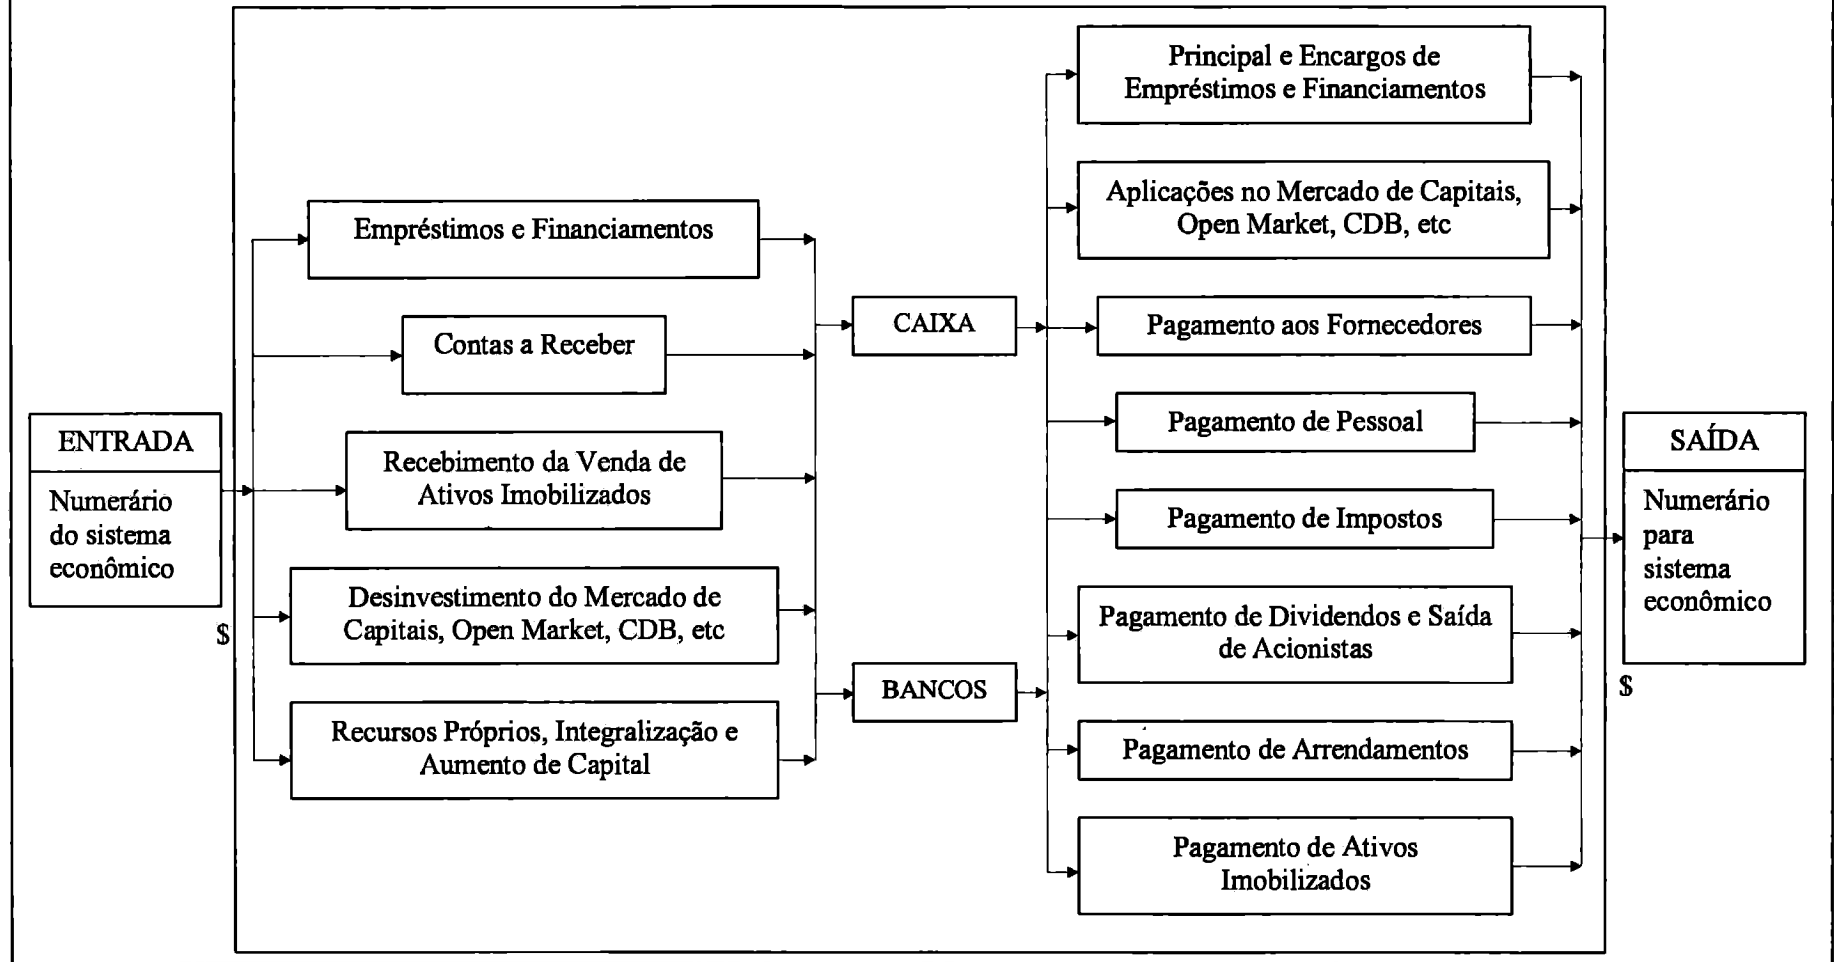 ENTRADA
Numerário
do sistema
econômico
$
Empréstimos e Financiamentos
Contas a Receber
Recebimento da Venda de
Ativos Imobilizados
Desinvestimento do Mercado de
Capitais, Open Market, CDB, etc
Recursos Próprios, Integralização e
Aumento de Capital
CAIXA
BANCOS
Principal e Encargos de
Empréstimos e Financiamentos
Aplicações no Mercado de Capitais,
Open Market, CDB, etc
Pagamento aos Fornecedores
Pagamento de Pessoal
Pagamento de Impostos
Pagamento de Dividendos e Saída
de Acionistas
Pagamento de Arrendamentos
Pagamento de Ativos
Imobilizados
SAÍDA
Numerário
para
sistema
econômico
$